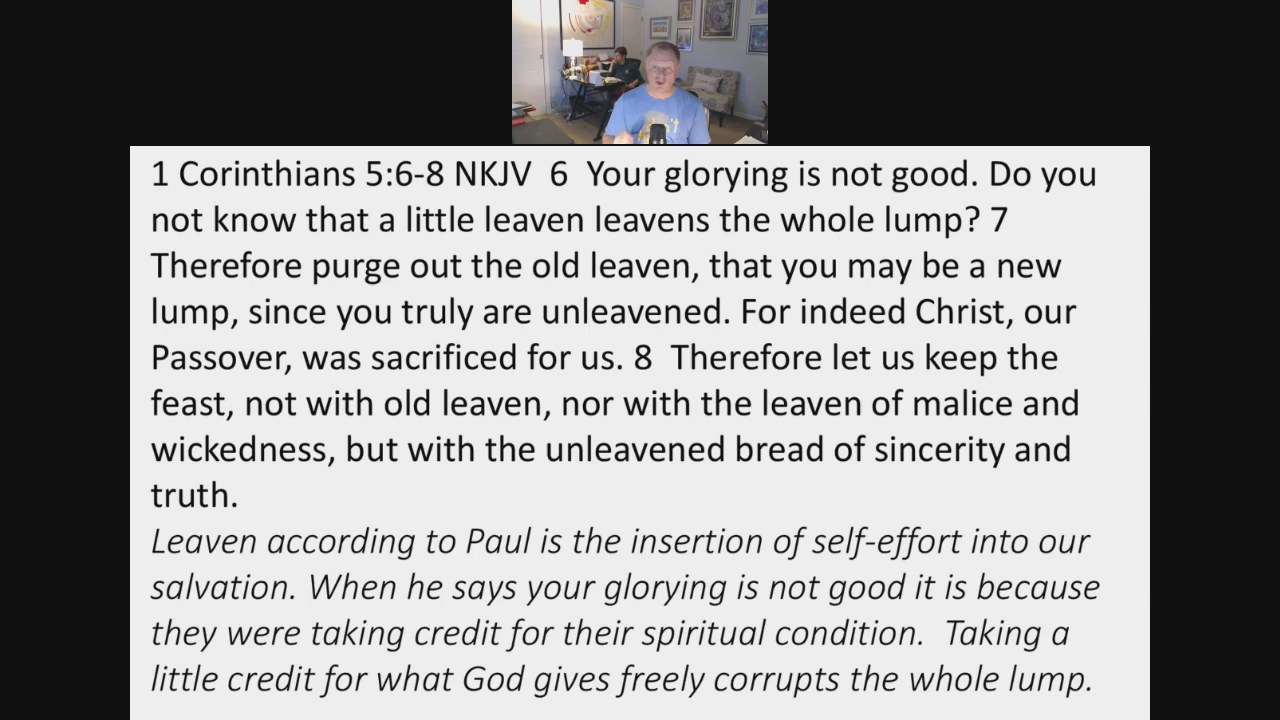 1 Corinthians 5:6-8 NKJV  6  Your glorying is not good. Do you
not know that a little leaven leavens the whole lump? 7
Therefore purge out the old leaven, that you may be a new
lump, since you truly are unleavened. For indeed Christ, our
Passover, was sacrificed for us. 8  Therefore let us keep the
feast, not with old leaven, nor with the leaven of malice and
wickedness, but with the unleavened bread of sincerity and
truth.
Leaven according to Paul is the insertion of self-effort into our
salvation. When he says your glorying is not good it is because
they were taking credit for their spiritual condition.  Taking a
little credit for what God gives freely corrupts the whole lump.